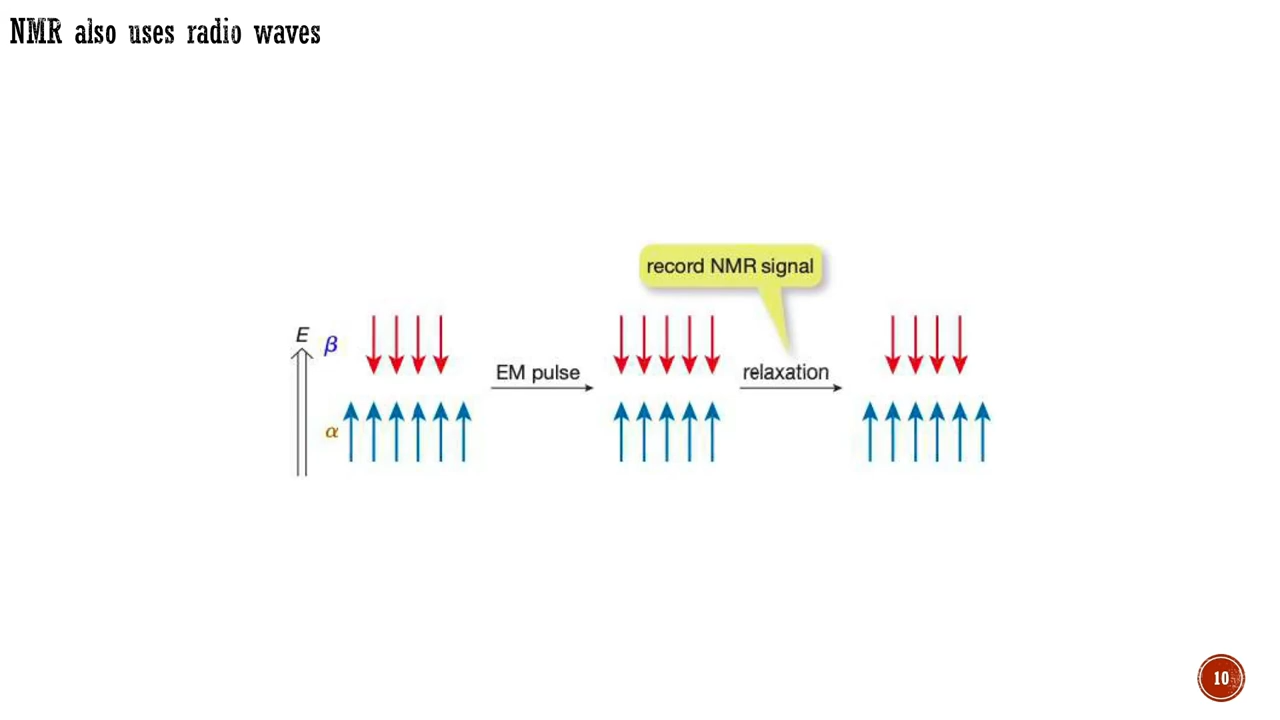 NMR also uses radio waves
record NMR signal
E
β
EM pulse
relaxation
α
10